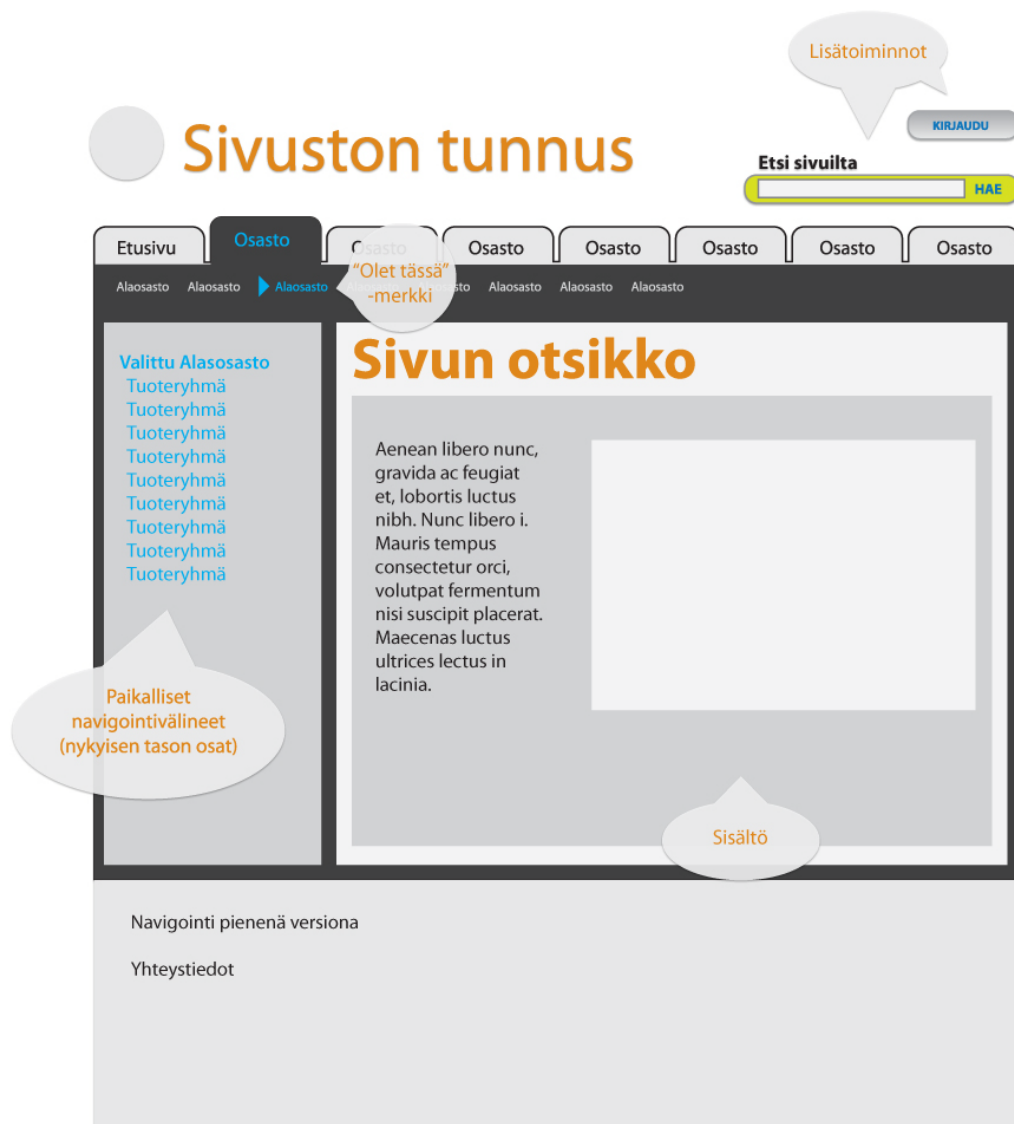 Lisätoiminnot
KIRJAUDU
Sivuston tunnus
Etsi sivuilta
HAE
Etusivu Osasto Osasto Osasto Osasto Osasto Osasto Osasto
"Olet tässä"
-merkki
Alaosasto Alaosasto Alaosasto Alaosasto Alaosasto Alaosasto Alaosasto Alaosasto
Valittu Alasosasto
Tuoteryhmä
Tuoteryhmä
Tuoteryhmä
Tuoteryhmä
Tuoteryhmä
Tuoteryhmä
Tuoteryhmä
Tuoteryhmä
Tuoteryhmä
Paikalliset
navigointivälineet
(nykyisen tason osat)
Sivun otsikko
Aenean libero nunc,
gravida ac feugiat
et, lobortis luctus
nibh. Nunc libero i.
Mauris tempus
consectetur orci,
volutpat fermentum
nisi suscipit placerat.
Maecenas luctus
ultrices lectus in
lacinia.
Sisältö
Navigointi pienenä versiona
Yhteystiedot